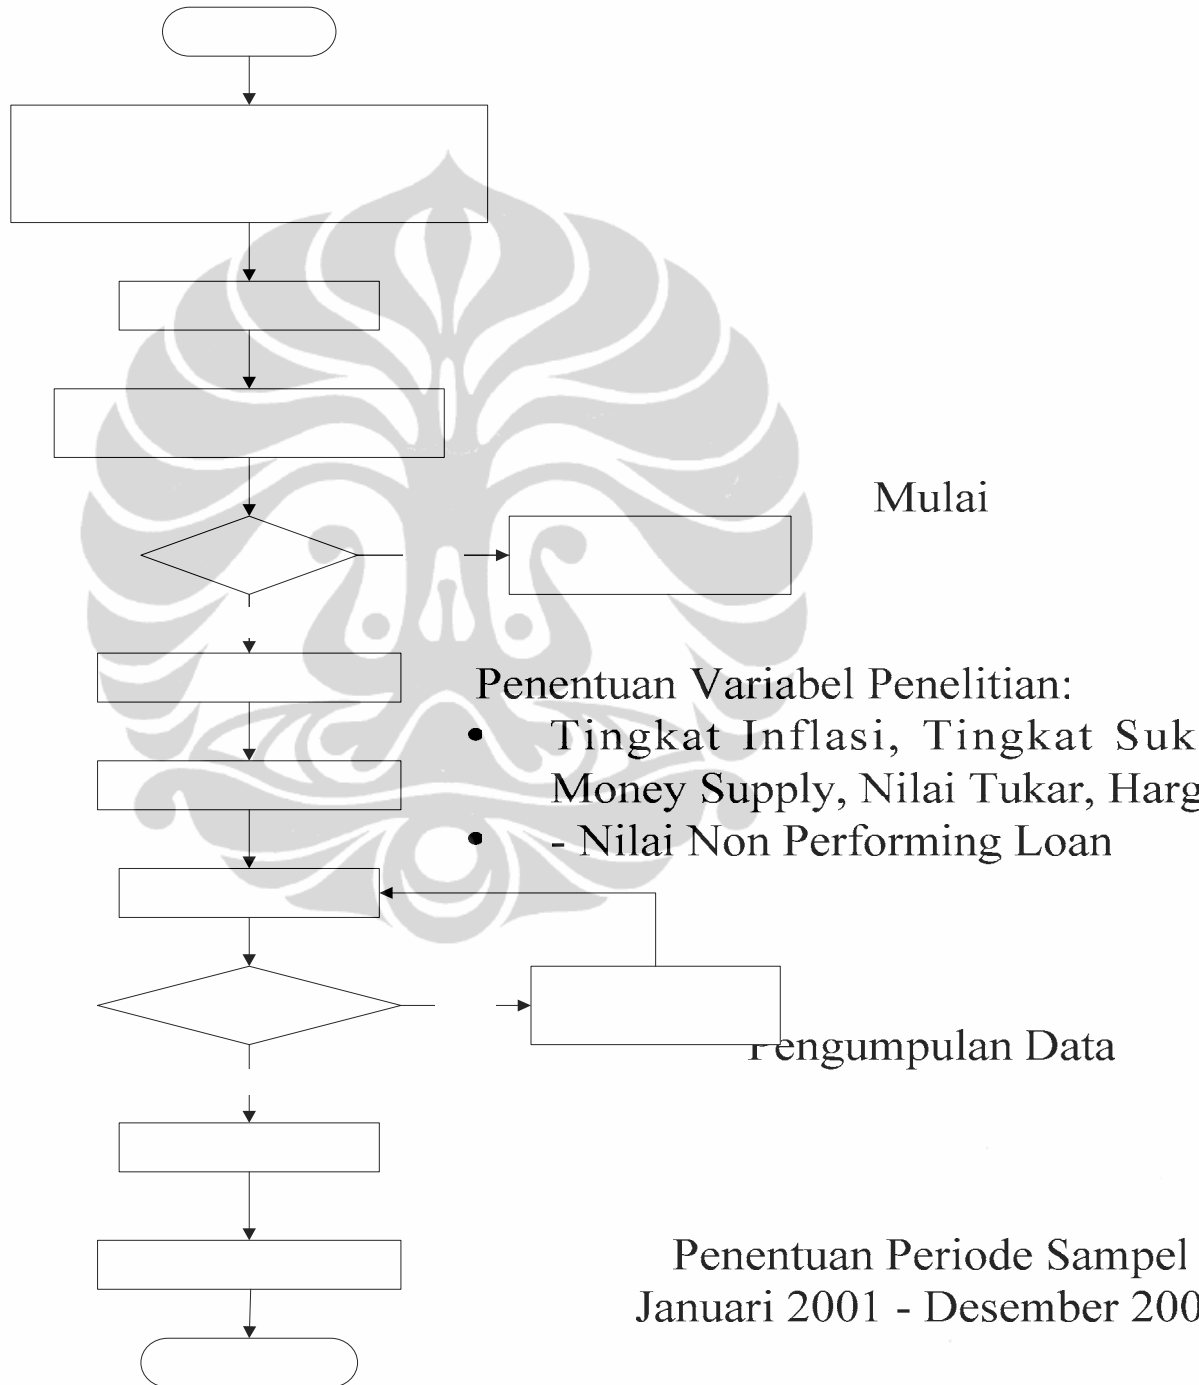 Mulai
Penentuan Variabel Penelitian:
• Tingkat Inflasi, Tingkat Suk
Money Supply, Nilai Tukar, Harg
• - Nilai Non Performing Loan
Pengumpulan Data
Penentuan Periode Sampel
Januari 2001 - Desember 200